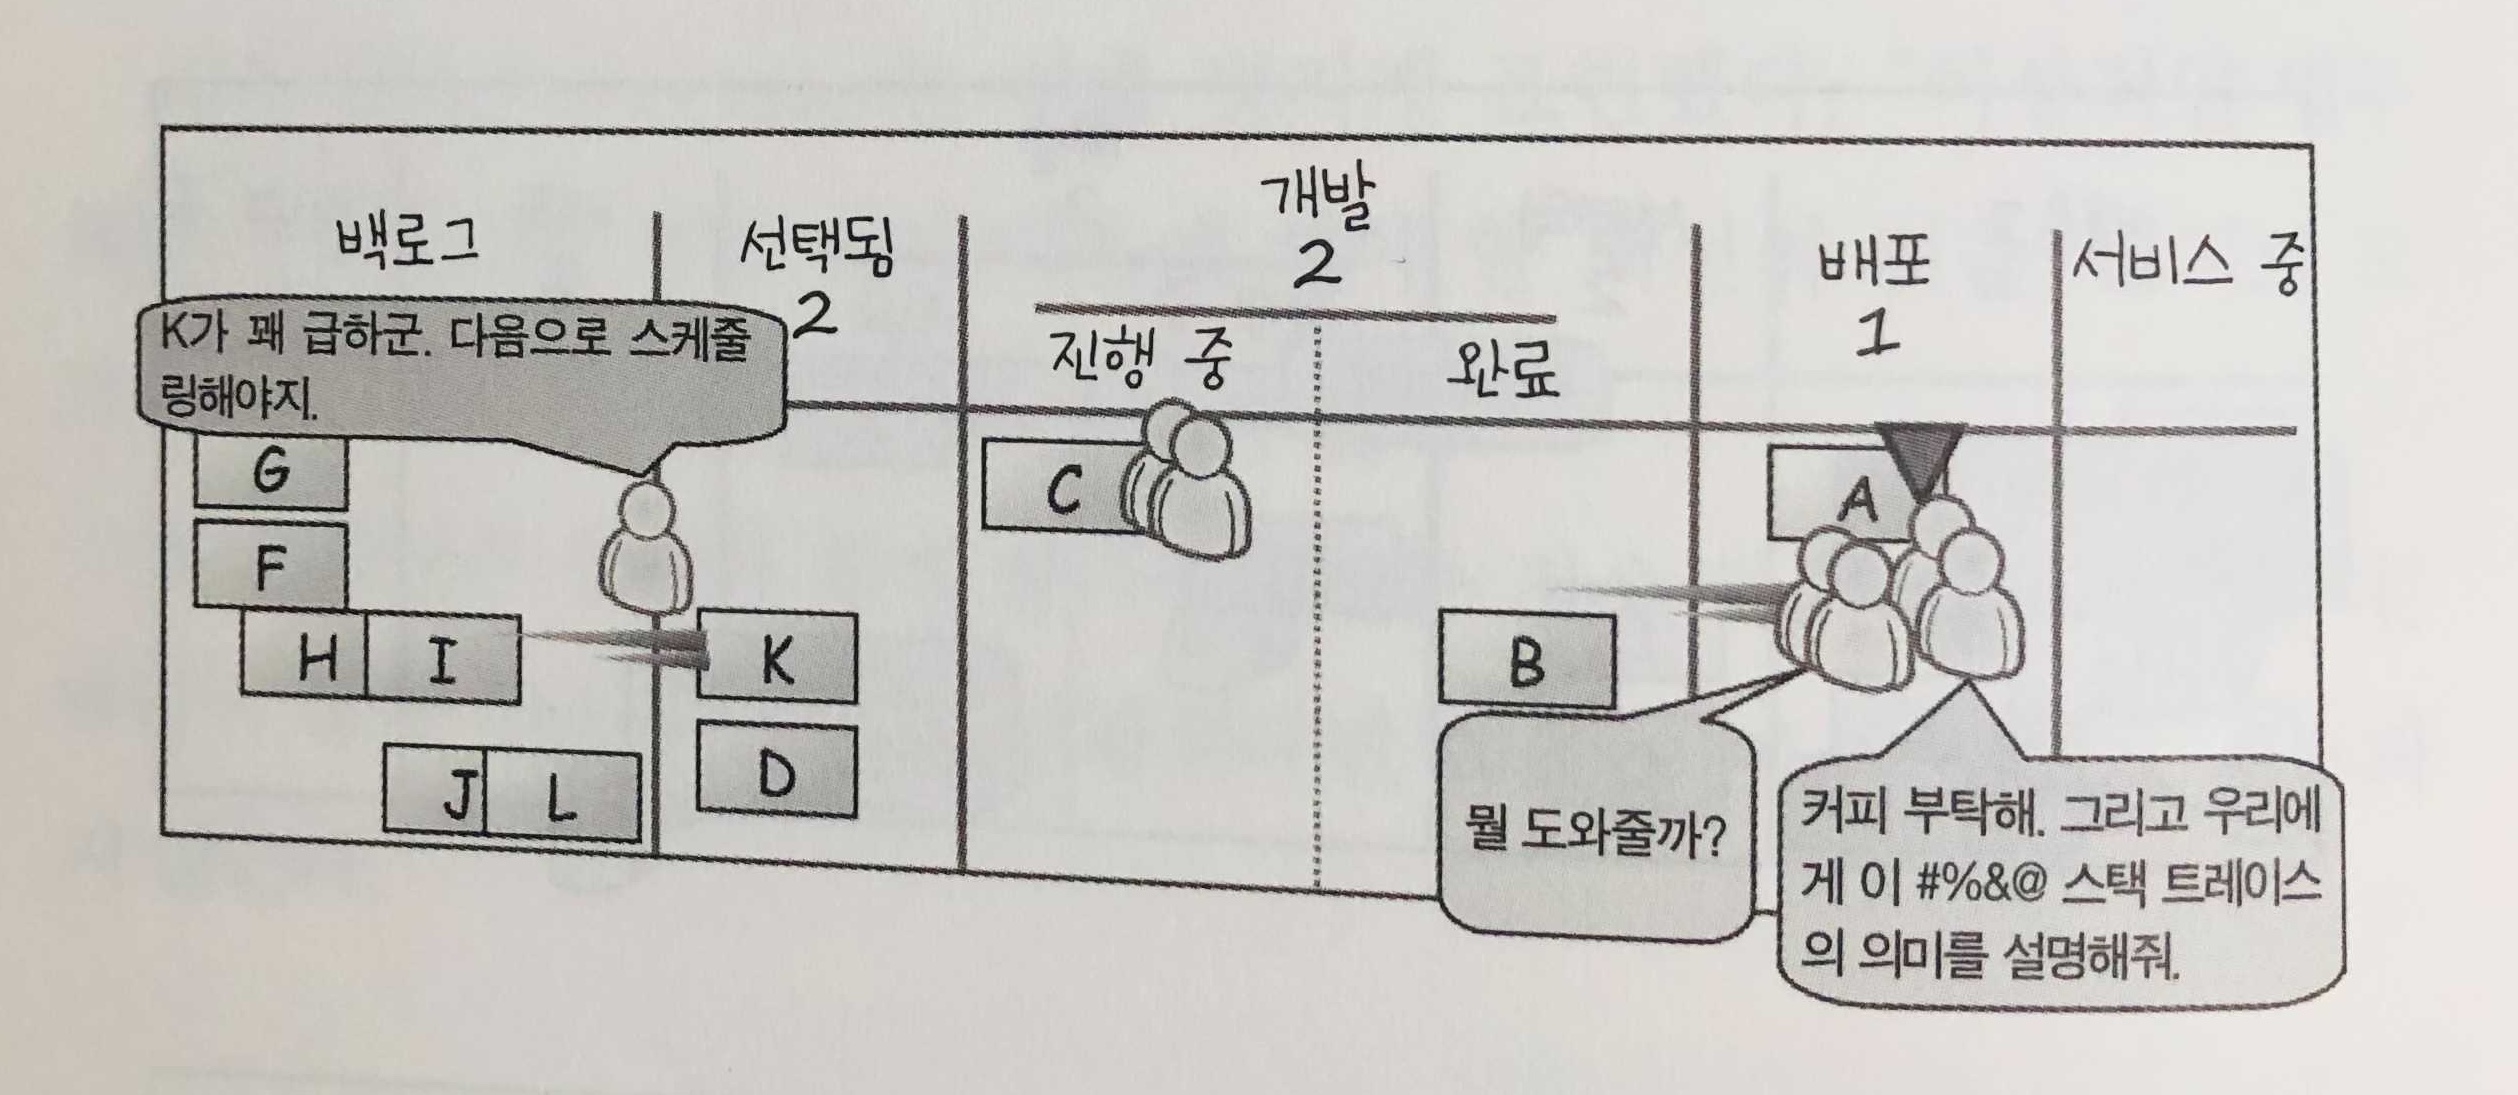 백로그
선택됨
2
개발
2
진행 중
완료
배포
1
서비스 중
K가 꽤 급하군. 다음으로 스케줄
링해야지.
G
F
H I
J L
K
D
C
B
A
뭘 도와줄까?
커피 부탁해. 그리고 우리에
게 이 #%&@ 스택 트레이스
의 의미를 설명해줘.